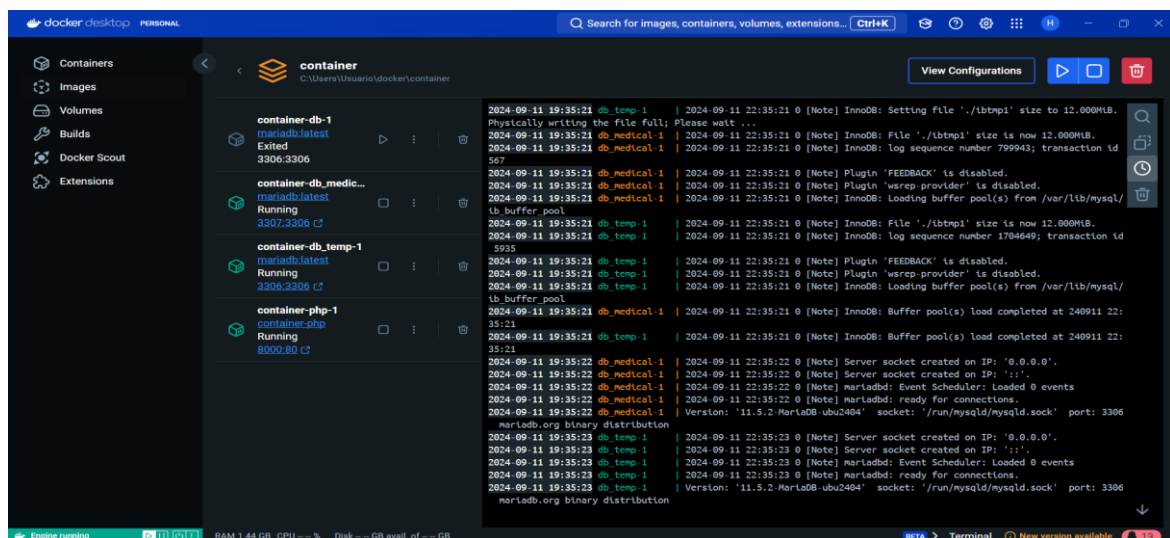 docker desktop PERSONAL
Search for images, containers, volumes, extensions... Ctrl+K
H
Containers
Images
Volumes
Builds
Docker Scout
Extensions
container
C:\Users\Usuario\docker\container
View Configurations
container-db-1
mariadb:latest
Exited
3306:3306
container-db_medic...
mariadb:latest
Running
3307:3306
container-db_temp-1
mariadb:latest
Running
3306:3306
container-php-1
container-php
Running
8000:80
2024-09-11 19:35:21 db_temp-1 | 2024-09-11 22:35:21 0 [Note] InnoDB: Setting file './ibtmp1' size to 12.000MiB.
Physically writing the file full; Please wait ...
2024-09-11 19:35:21 db_medical-1 | 2024-09-11 22:35:21 0 [Note] InnoDB: File './ibtmp1' size is now 12.000MiB.
2024-09-11 19:35:21 db_medical-1 | 2024-09-11 22:35:21 0 [Note] InnoDB: log sequence number 799943; transaction id
567
2024-09-11 19:35:21 db_medical-1 | 2024-09-11 22:35:21 0 [Note] Plugin 'FEEDBACK' is disabled.
2024-09-11 19:35:21 db_medical-1 | 2024-09-11 22:35:21 0 [Note] Plugin 'wsrep-provider' is disabled.
2024-09-11 19:35:21 db_medical-1 | 2024-09-11 22:35:21 0 [Note] InnoDB: Loading buffer pool(s) from /var/lib/mysql/
ib_buffer_pool
2024-09-11 19:35:21 db_temp-1 | 2024-09-11 22:35:21 0 [Note] InnoDB: File './ibtmp1' size is now 12.000MiB.
2024-09-11 19:35:21 db_temp-1 | 2024-09-11 22:35:21 0 [Note] InnoDB: log sequence number 1704649; transaction id
5935
2024-09-11 19:35:21 db_temp-1 | 2024-09-11 22:35:21 0 [Note] Plugin 'FEEDBACK' is disabled.
2024-09-11 19:35:21 db_temp-1 | 2024-09-11 22:35:21 0 [Note] Plugin 'wsrep-provider' is disabled.
2024-09-11 19:35:21 db_temp-1 | 2024-09-11 22:35:21 0 [Note] InnoDB: Loading buffer pool(s) from /var/lib/mysql/
ib_buffer_pool
2024-09-11 19:35:21 db_medical-1 | 2024-09-11 22:35:21 0 [Note] InnoDB: Buffer pool(s) load completed at 240911 22:
35:21
2024-09-11 19:35:21 db_temp-1 | 2024-09-11 22:35:21 0 [Note] InnoDB: Buffer pool(s) load completed at 240911 22:
35:21
2024-09-11 19:35:22 db_medical-1 | 2024-09-11 22:35:22 0 [Note] Server socket created on IP: '0.0.0.0'.
2024-09-11 19:35:22 db_medical-1 | 2024-09-11 22:35:22 0 [Note] Server socket created on IP: '::'.
2024-09-11 19:35:22 db_medical-1 | 2024-09-11 22:35:22 0 [Note] mariadbd: Event Scheduler: Loaded 0 events
2024-09-11 19:35:22 db_medical-1 | 2024-09-11 22:35:22 0 [Note] mariadbd: ready for connections.
2024-09-11 19:35:22 db_medical-1 | Version: '11.5.2-MariaDB-ubu2404' socket: '/run/mysqld/mysqld.sock' port: 3306
mariadb.org binary distribution
2024-09-11 19:35:23 db_temp-1 | 2024-09-11 22:35:23 0 [Note] Server socket created on IP: '0.0.0.0'.
2024-09-11 19:35:23 db_temp-1 | 2024-09-11 22:35:23 0 [Note] Server socket created on IP: '::'.
2024-09-11 19:35:23 db_temp-1 | 2024-09-11 22:35:23 0 [Note] mariadbd: Event Scheduler: Loaded 0 events
2024-09-11 19:35:23 db_temp-1 | 2024-09-11 22:35:23 0 [Note] mariadbd: ready for connections.
2024-09-11 19:35:23 db_temp-1 | Version: '11.5.2-MariaDB-ubu2404' socket: '/run/mysqld/mysqld.sock' port: 3306
mariadb.org binary distribution
Engine running RAM 1.44 GB CPU --.-- % Disk --.-- GB avail. of --.-- GB BETA Terminal New version available 13